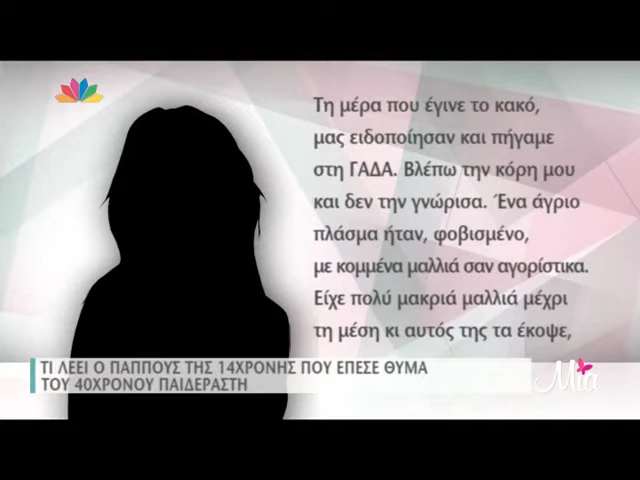 Τη μέρα που έγινε το κακό,
μας ειδοποίησαν και πήγαμε
στη ΓΑΔΑ. Βλέπω την κόρη μου
και δεν την γνώρισα. Ένα άγριο
πλάσμα ήταν, φοβισμένο,
με κομμένα μαλλιά σαν αγορίστικα.
Είχε πολύ μακριά μαλλιά μέχρι
τη μέση κι αυτός της τα έκοψε,
ΤΙ ΛΕΕΙ Ο ΠΑΠΠΟΥΣ ΤΗΣ 14ΧΡΟΝΗΣ ΠΟΥ ΕΠΕΣΕ ΘΥΜΑ
ΤΟΥ 40ΧΡΟΝΟΥ ΠΑΙΔΕΡΑΣΤΗ
Μία